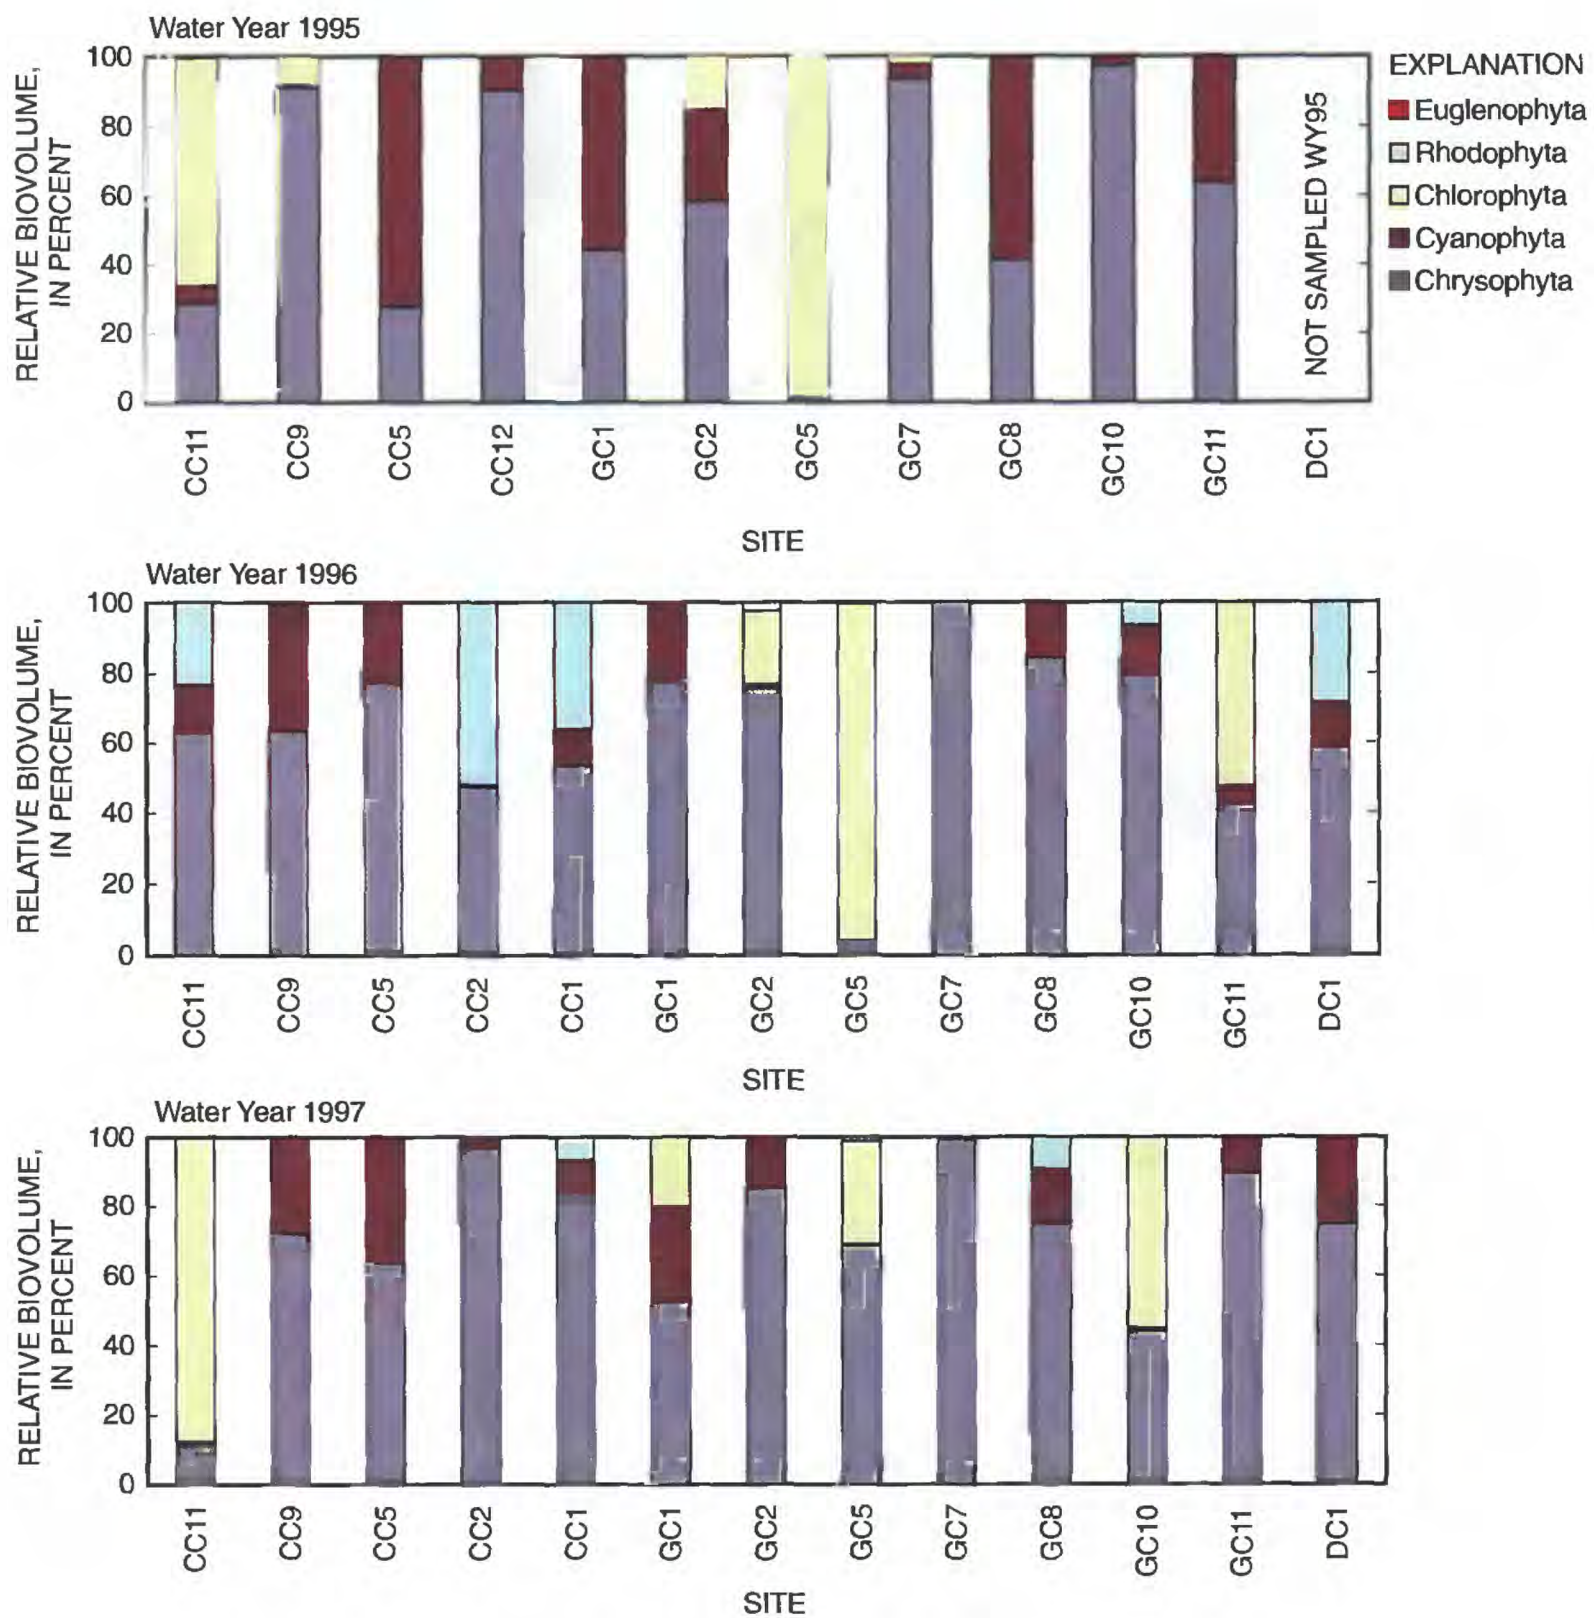 Water Year 1995
RELATIVE BIOVOLUME,
IN PERCENT
100
80
60
40
20
0
NOT SAMPLED WY95
CC11 CC9 CC5 CC12 GC1 GC2 GC5 GC7 GC8 GC10 GC11 DC1
SITE
EXPLANATION
Euglenophyta
Rhodophyta
Chlorophyta
Cyanophyta
Chrysophyta
Water Year 1996
RELATIVE BIOVOLUME,
IN PERCENT
100
80
60
40
20
0
CC11 CC9 CC5 CC2 CC1 GC1 GC2 GC5 GC7 GC8 GC10 GC11 DC1
SITE
Water Year 1997
RELATIVE BIOVOLUME,
IN PERCENT
100
80
60
40
20
0
CC11 CC9 CC5 CC2 CC1 GC1 GC2 GC5 GC7 GC8 GC10 GC11 DC1
SITE